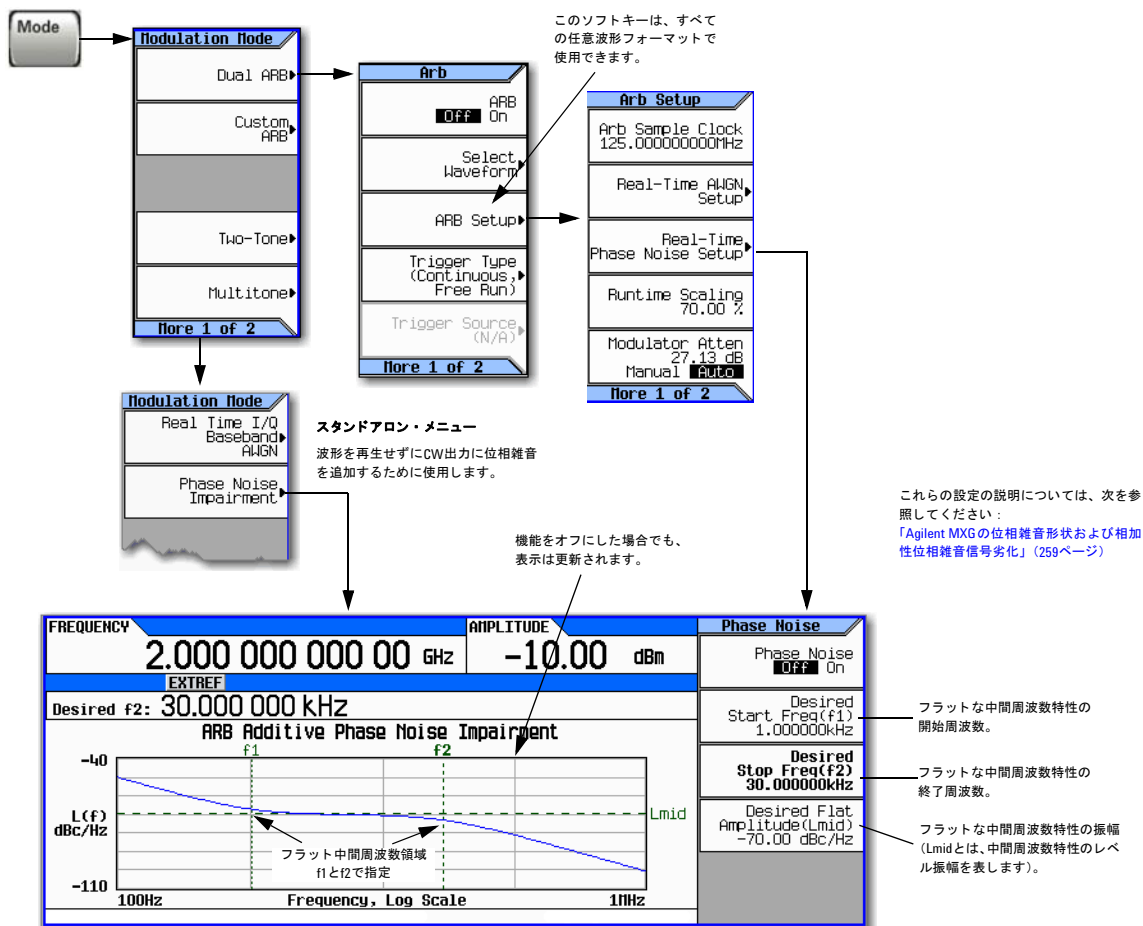 Mode
Modulation Mode
Dual ARB
Custom
ARB
Two-Tone
Multitone
More 1 of 2
このソフトキーは、すべて
の任意波形フォーマットで
使用できます。
Arb
ARB
Off On
Select
Waveform
ARB Setup
Trigger Type
(Continuous,
Free Run)
Trigger Source
(N/A)
More 1 of 2
Arb Setup
Arb Sample Clock
125.000000000MHz
Real-Time AWGN
Setup
Real-Time
Phase Noise Setup
Runtime Scaling
70.00 %
Modulator Atten
27.13 dB
Manual Auto
More 1 of 2
Modulation Mode
Real Time I/Q
Baseband
AWGN
Phase Noise
Impairment
スタンドアロン・メニュー
波形を再生せずにCW出力に位相雑音
を追加するために使用します。
機能をオフにした場合でも、
表示は更新されます。
これらの設定の説明については、次を参
照してください：
「Agilent MXGの位相雑音形状および相加
性位相雑音信号劣化」（259ページ）
FREQUENCY
2.000 000 000 00 GHz
AMPLITUDE
-10.00 dBm
EXTREF
Desired f2: 30.000 000 kHz
ARB Additive Phase Noise Impairment
f1
f2
-40
L(f)
dBc/Hz
-110
Lmid
フラット中間周波数領域
f1とf2で指定
100Hz
Frequency, Log Scale
1MHz
Phase Noise
Phase Noise
Off On
Desired
Start Freq(f1)
1.000000kHz
Desired
Stop Freq(f2)
30.000000kHz
Desired Flat
Amplitude(Lmid)
-70.00 dBc/Hz
フラットな中間周波数特性の
開始周波数。
フラットな中間周波数特性の
終了周波数。
フラットな中間周波数特性の振幅
（Lmidとは、中間周波数特性のレベ
ル振幅を表します）。